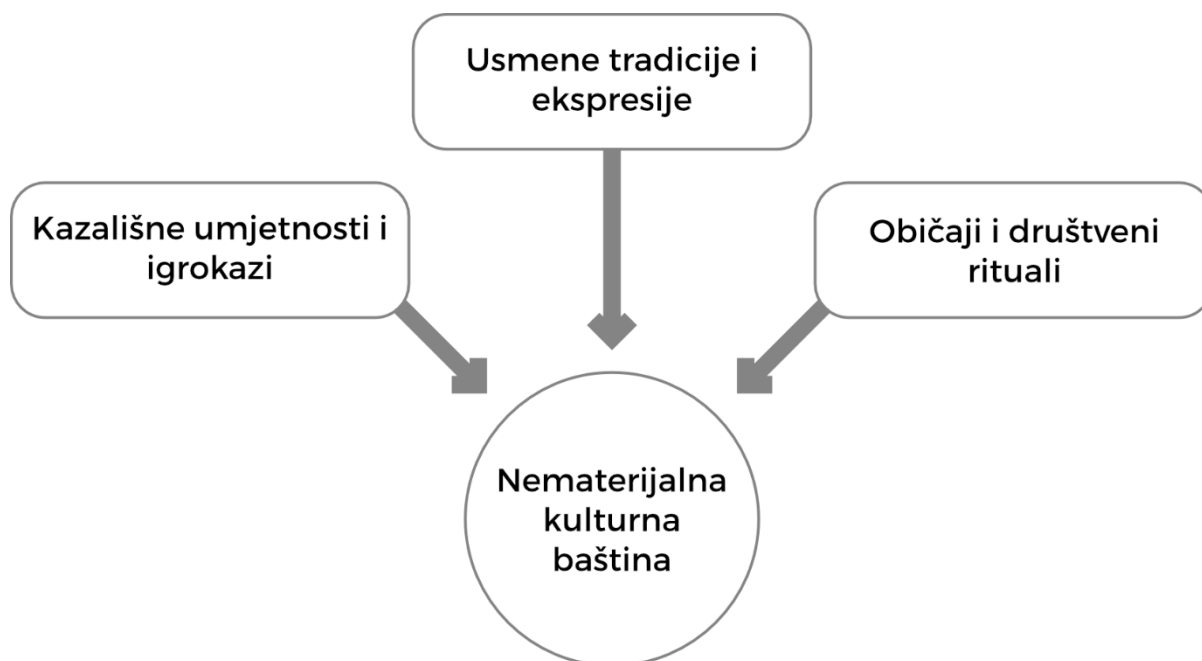 Usmene tradicije i
ekspresije
Kazališne umjetnosti i
igrokazi
Običaji i društveni
rituali
Nematerijalna
kulturna
baština